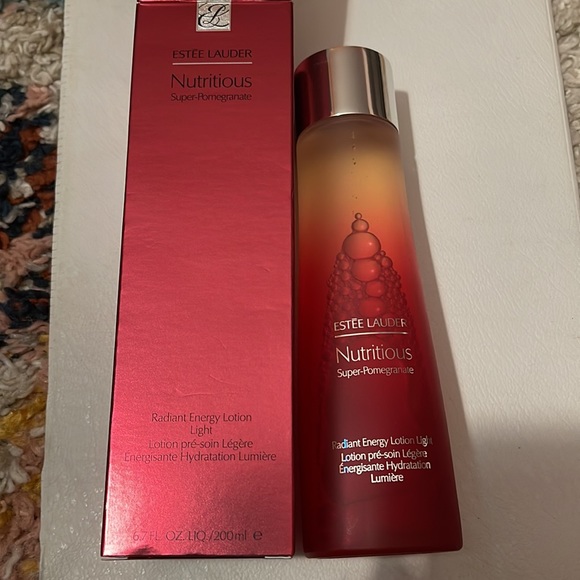 EL
ESTĒE LAUDER
Nutritious
Super-Pomegranate
Radiant Energy Lotion
Light
Lotion pré-soin Légère
Énergisante Hydratation Lumière
6.7 FL. OZ. LIQ./200ml e
ESTĒE LAUDER
Nutritious
Super-Pomegranate
Radiant Energy Lotion Light
Lotion pré-soin Légère
Énergisante Hydratation
Lumière